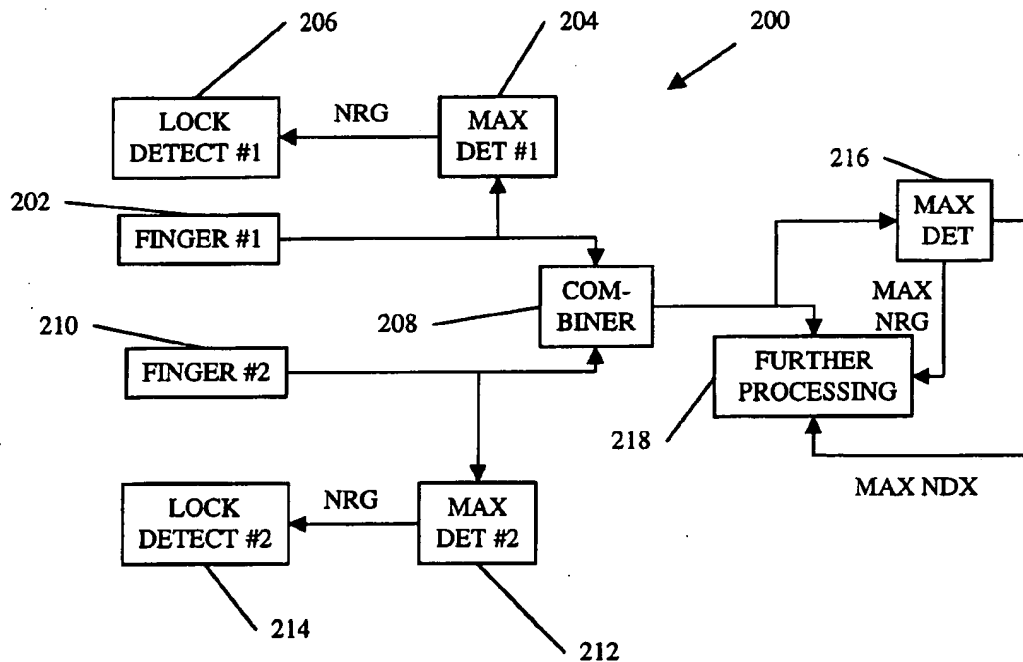 206
204
200
LOCK
DETECT #1
NRG
MAX
DET #1
216
202
MAX
DET
FINGER #1
COM-
BINER
208
MAX
NRG
210
FINGER #2
FURTHER
PROCESSING
218
MAX NDX
LOCK
DETECT #2
NRG
MAX
DET #2
214
212